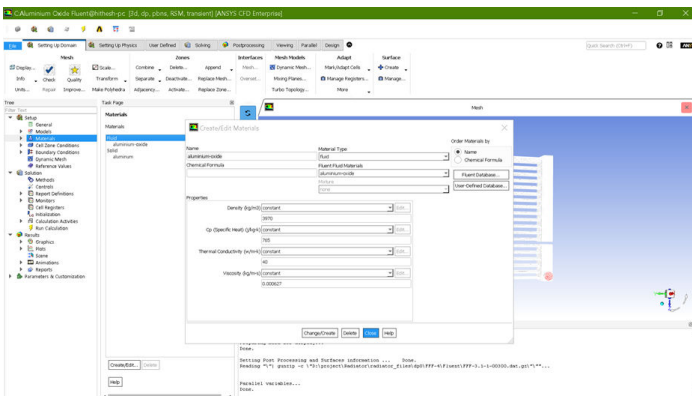 C:Aluminium Oxide Fluent@hithesh-pc [3d, dp, pbns, RSM, transient] [ANSYS CFD Enterprise]
File Setting Up Domain Setting Up Physics User Defined Solving Postprocessing Viewing Parallel Design
Quick Search (Ctrl+F)
Mesh Zones Interfaces Mesh Models Adapt Surface
Display... Scale... Combine Delete... Append Mesh... Dynamic Mesh... Mark/Adapt Cells Create
Info Check Quality Transform Separate Deactivate... Replace Mesh... Overset... Mixing Planes... Manage Registers... Manage...
Units... Repair Improve... Make Polyhedra Adjacency... Activate... Replace Zone... Turbo Topology... More
Tree
Filter Text
Setup
General
Models
Materials
Cell Zone Conditions
Boundary Conditions
Dynamic Mesh
Reference Values
Solution
Methods
Controls
Report Definitions
Monitors
Cell Registers
Initialization
Calculation Activities
Run Calculation
Results
Graphics
Plots
Scene
Animations
Reports
Parameters & Customization
Task Page
Materials
Materials
Fluid
aluminium-oxide
Solid
aluminum
Create/Edit... Delete
Help
Mesh
Create/Edit Materials
Name
aluminium-oxide
Chemical Formula
Material Type
fluid
Fluent Fluid Materials
aluminium-oxide
Mixture
none
Order Materials by
Name
Chemical Formula
Fluent Database...
User-Defined Database...
Properties
Density (kg/m3) constant Edit...
3970
Cp (Specific Heat) (j/kg-k) constant Edit...
765
Thermal Conductivity (w/m-k) constant Edit...
40
Viscosity (kg/m-s) constant Edit...
0.000627
Change/Create Delete Close Help
Done.
Setting Post Processing and Surfaces information ... Done.
Parallel variables...
Done.